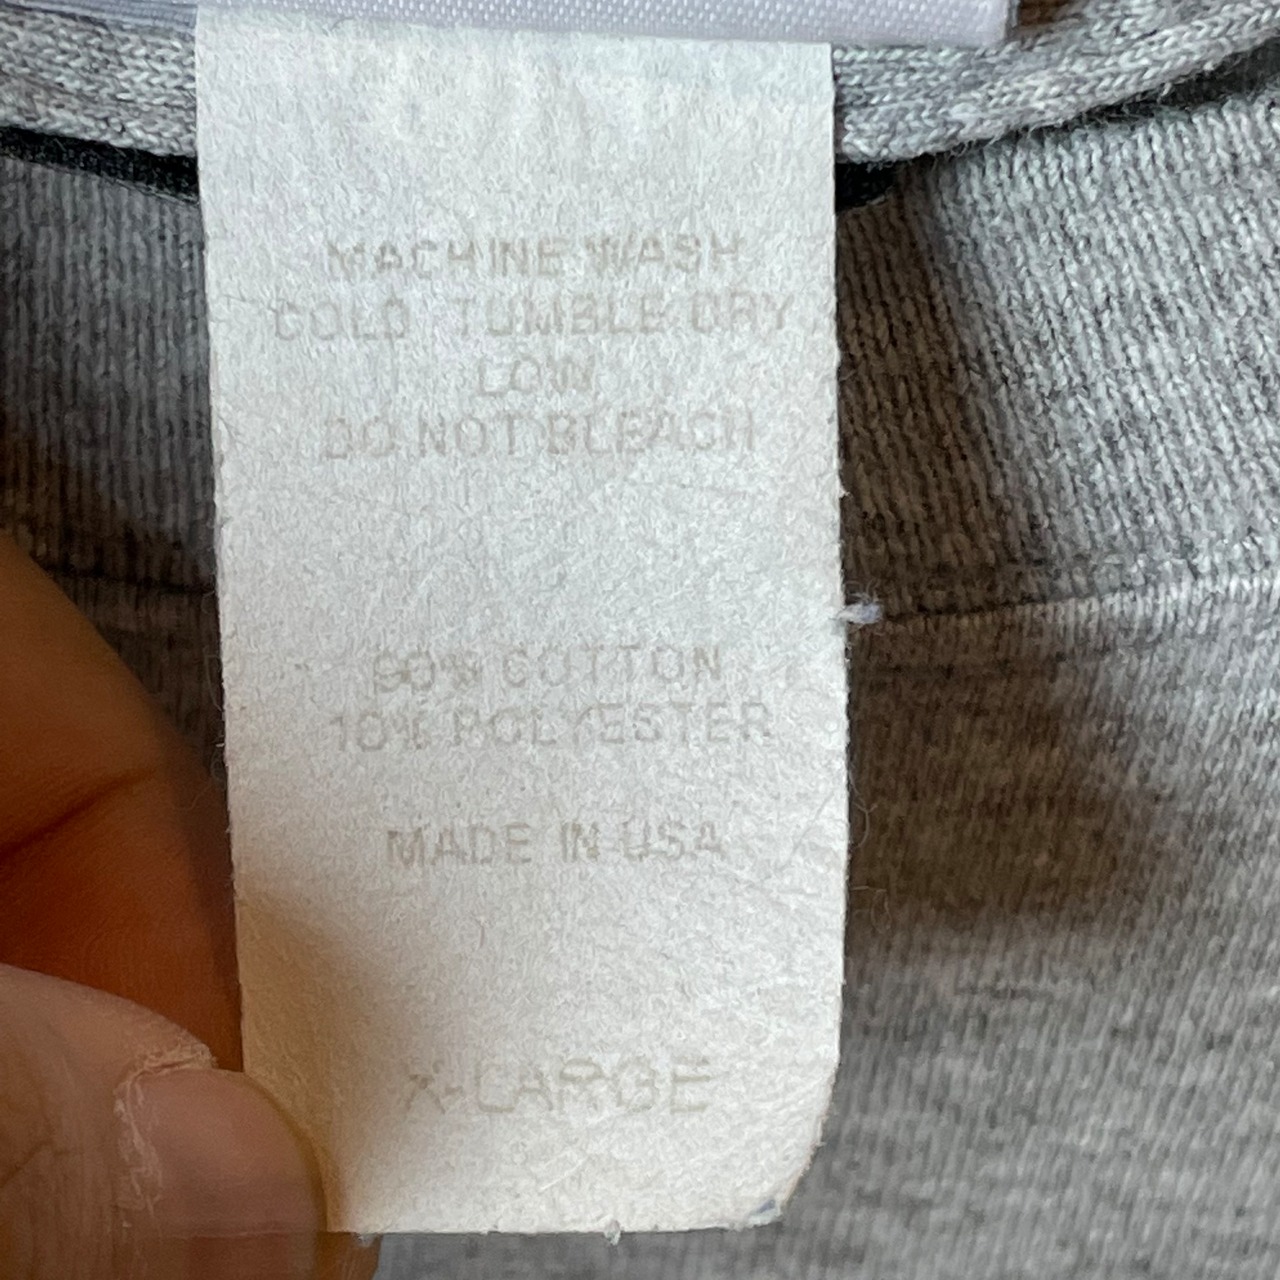 MACHINE WASH
COLD TUMBLE DRY
LOW
DO NOT BLEACH
90% COTTON
10% POLYESTER
MADE IN USA
X-LARGE